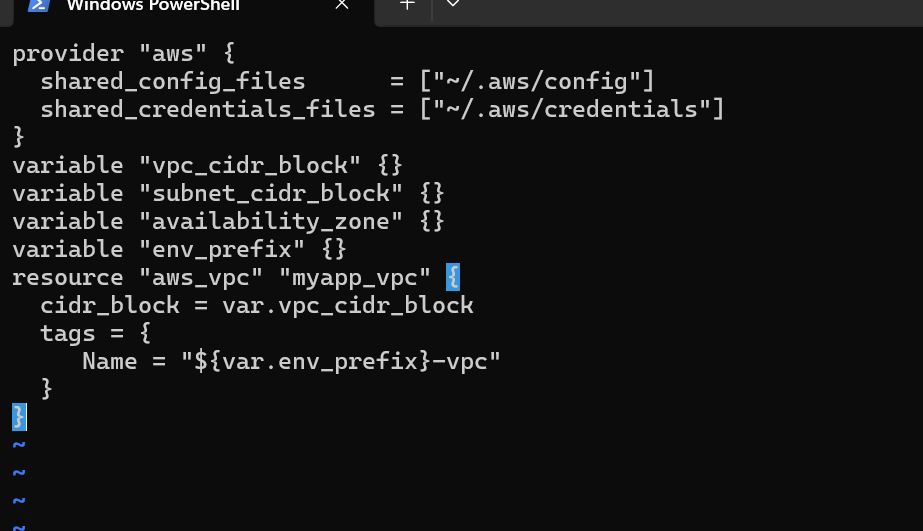 Windows PowerShell
provider "aws" {
  shared_config_files      = ["~/.aws/config"]
  shared_credentials_files = ["~/.aws/credentials"]
}
variable "vpc_cidr_block" {}
variable "subnet_cidr_block" {}
variable "availability_zone" {}
variable "env_prefix" {}
resource "aws_vpc" "myapp_vpc" {
  cidr_block = var.vpc_cidr_block
  tags = {
     Name = "${var.env_prefix}-vpc"
  }
}
~
~
~
~